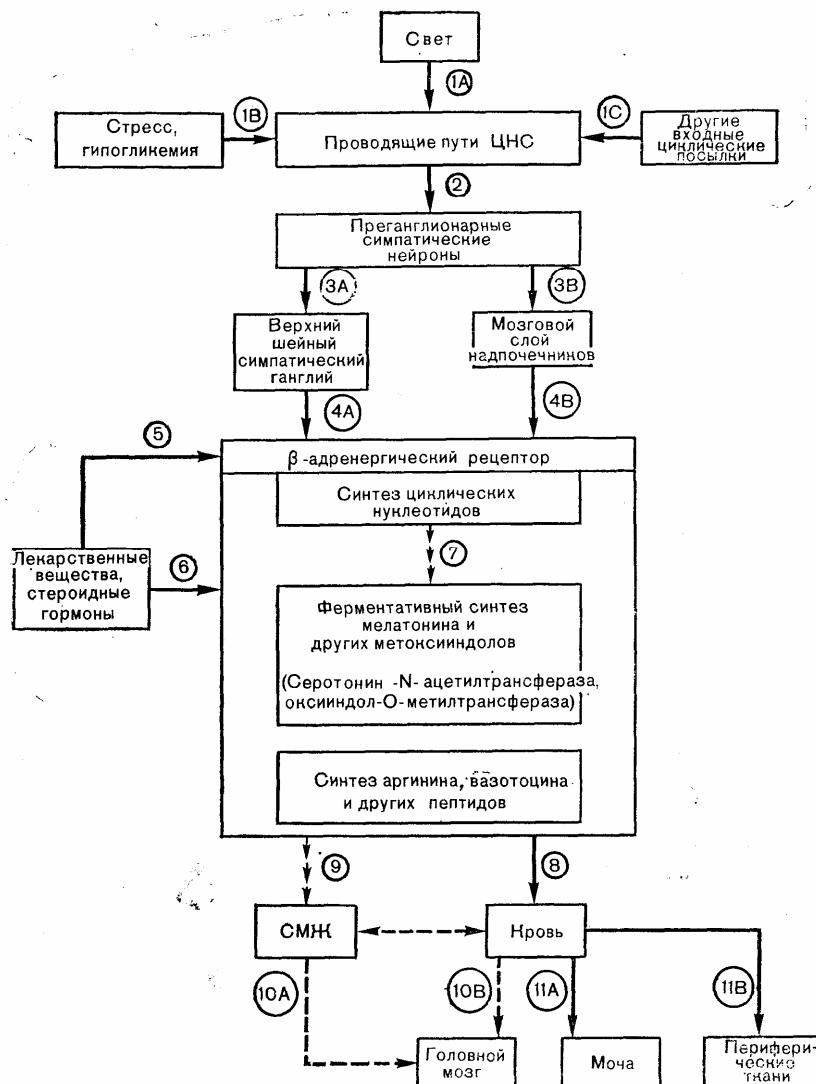 Свет
1A
1B
1C
Стресс,
гипогликемия
Проводящие пути ЦНС
Другие
входные
циклические
посылки
2
Преганглионарные
симпатические
нейроны
3A
3B
Верхний
шейный
симпатический
ганглий
Мозговой
слой
надпочечников
4A
4B
5
β-адренергический рецептор
Синтез циклических
нуклеотидов
7
Лекарственные
вещества,
стероидные
гормоны
6
Ферментативный синтез
мелатонина и
других метоксииндолов
(Серотонин -N- ацетилтрансфераза,
оксииндол-О-метилтрансфераза)
Синтез аргинина, вазотоцина
и других пептидов
9
8
СМЖ
Кровь
10A
10B
11A
11B
Головной
мозг
Моча
Перифери-
ческие
ткани